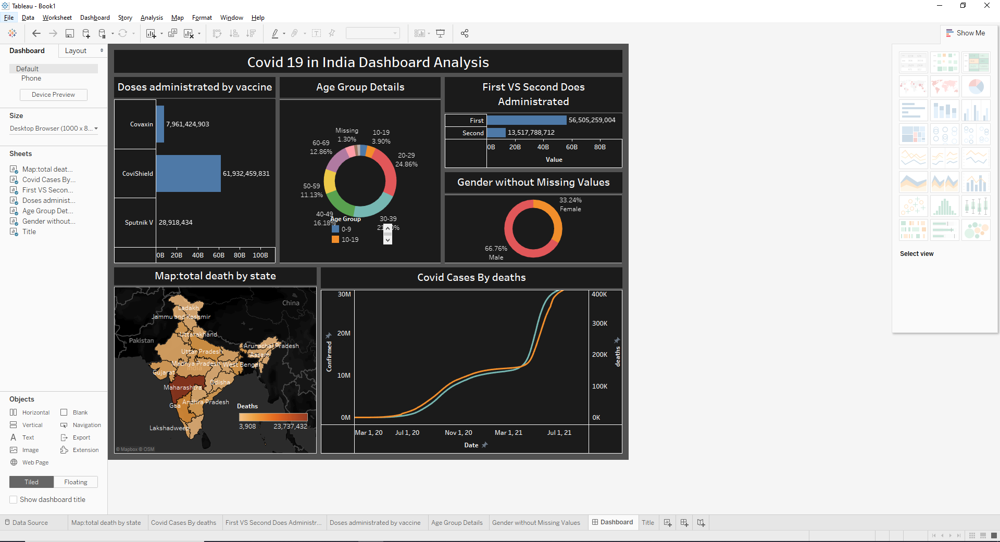 Tableau - Book1
File Data Worksheet Dashboard Story Analysis Map Format Window Help
Show Me
Dashboard Layout
Default
Phone
Device Preview
Size
Desktop Browser (1000 x 8...
Sheets
Map:total deat...
Covid Cases By...
First VS Secon...
Doses administ...
Age Group Det...
Gender without...
Title
Objects
Horizontal Blank
Vertical Navigation
Text Export
Image Extension
Web Page
Tiled Floating
Show dashboard title
Covid 19 in India Dashboard Analysis
Doses administrated by vaccine
Covaxin 7,961,424,903
CoviShield 61,932,459,831
Sputnik V 28,918,434
0B 20B 40B 60B 80B 100B
Age Group Details
Missing
1.30%
10-19
3.90%
60-69
12.86%
20-29
24.86%
50-59
11.13%
40-49
16.18%
30-39
Age Group
0-9
10-19
First VS Second Does
Administrated
First 56,505,259,004
Second 13,517,788,712
0B 20B 40B 60B 80B
Value
Gender without Missing Values
33.24%
Female
66.76%
Male
Map:total death by state
China
Ladakh
Jammu and Kashmir
Uttarakhand
Pakistan
Arunachal Pradesh
Uttar Pradesh
Assam
Madhya Pradesh
West Bengal
India
Gujarat
Odisha
Maharashtra
Andhra Pradesh
Goa
Lakshadweep
Deaths
3,908 23,737,432
© Mapbox © OSM
Covid Cases By deaths
30M
20M
10M
0M
Confirmed
400K
300K
200K
100K
0K
deaths
Mar 1, 20 Jul 1, 20 Nov 1, 20 Mar 1, 21 Jul 1, 21
Date
Select view
Data Source Map:total death by state Covid Cases By deaths First VS Second Does Administr... Doses administrated by vaccine Age Group Details Gender without Missing Values Dashboard Title